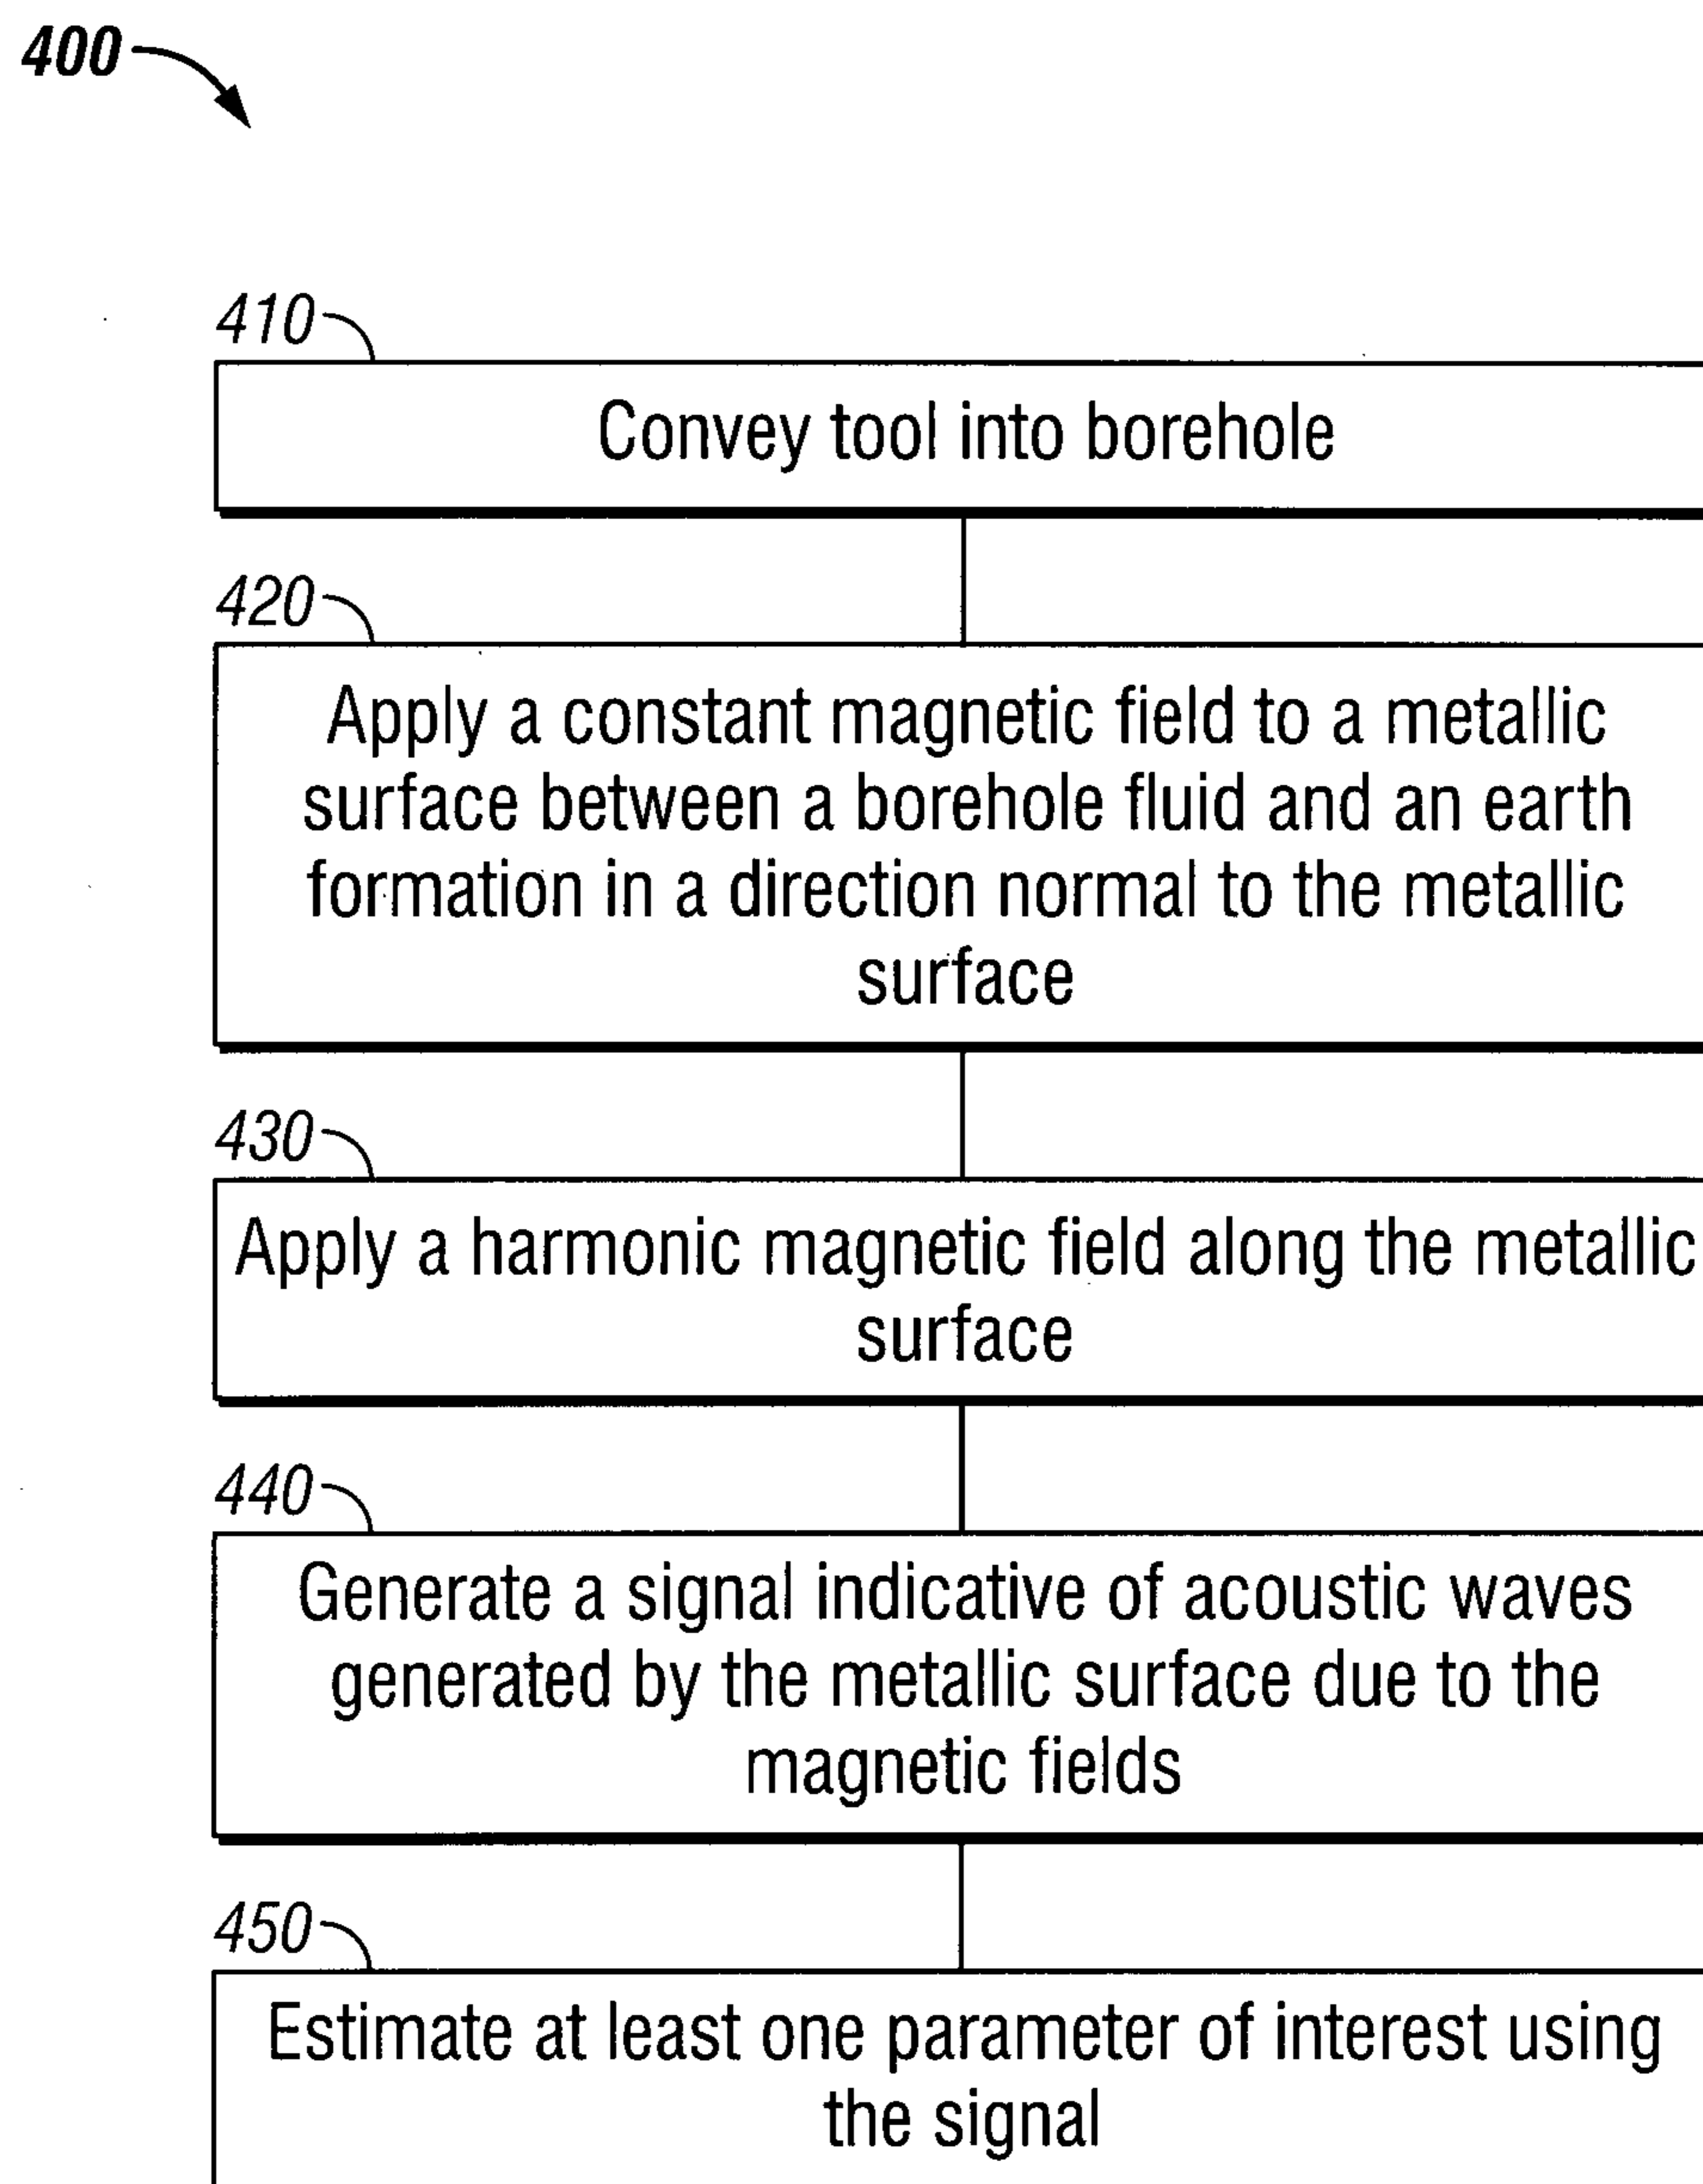 400
410
Convey tool into borehole
420
Apply a constant magnetic field to a metallic
surface between a borehole fluid and an earth
formation in a direction normal to the metallic
surface
430
Apply a harmonic magnetic field along the metallic
surface
440
Generate a signal indicative of acoustic waves
generated by the metallic surface due to the
magnetic fields
450
Estimate at least one parameter of interest using
the signal